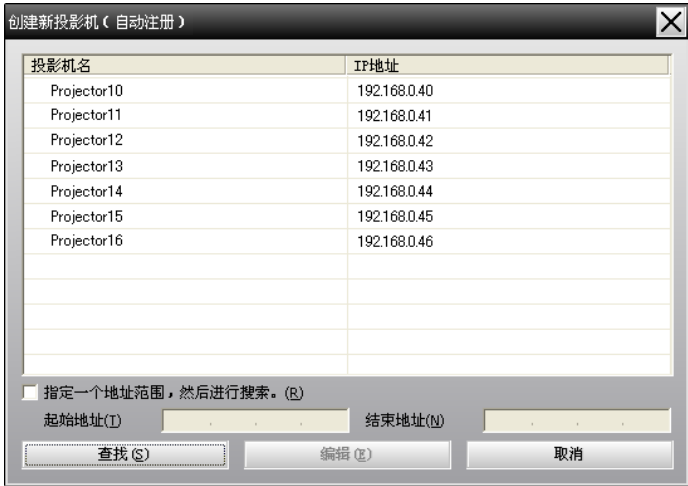 创建新投影机（自动注册）
投影机名 IP地址
Projector10 192.168.0.40
Projector11 192.168.0.41
Projector12 192.168.0.42
Projector13 192.168.0.43
Projector14 192.168.0.44
Projector15 192.168.0.45
Projector16 192.168.0.46
指定一个地址范围，然后进行搜索。(R)
起始地址(T) . . . 结束地址(N) . . .
查找(S) 编辑(E) 取消